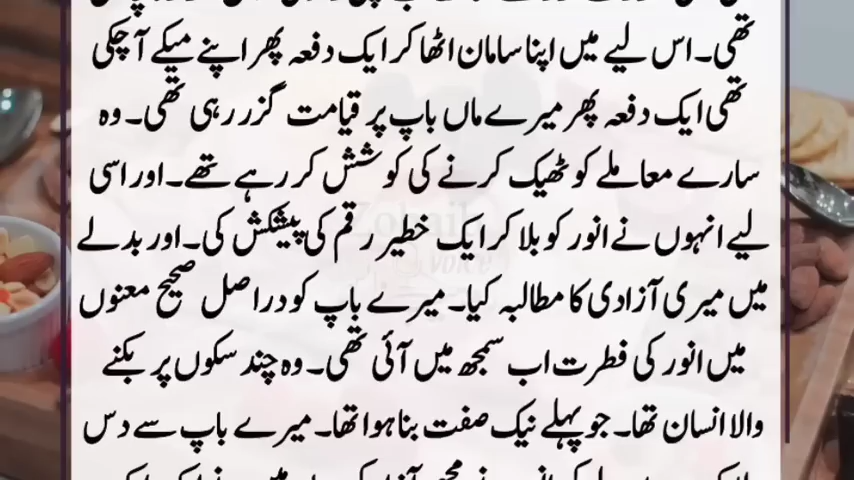 تھی۔ اس لیے میں اپنا سامان اٹھا کر ایک دفعہ پھر اپنے میکے آ چکی
تھی ایک دفعہ پھر میرے ماں باپ پر قیامت گزر رہی تھی۔ وہ
سارے معاملے کو ٹھیک کرنے کی کوشش کر رہے تھے۔ اور اسی
لیے انہوں نے انور کو بلا کر ایک خطیر رقم کی پیشکش کی۔ اور بدلے
میں میری آزادی کا مطالبہ کیا۔ میرے باپ کو دراصل صحیح معنوں
میں انور کی فطرت اب سمجھ میں آئی تھی۔ وہ چند سکوں پر بکنے
والا انسان تھا۔ جو پہلے نیک صفت بنا ہوا تھا۔ میرے باپ سے دس